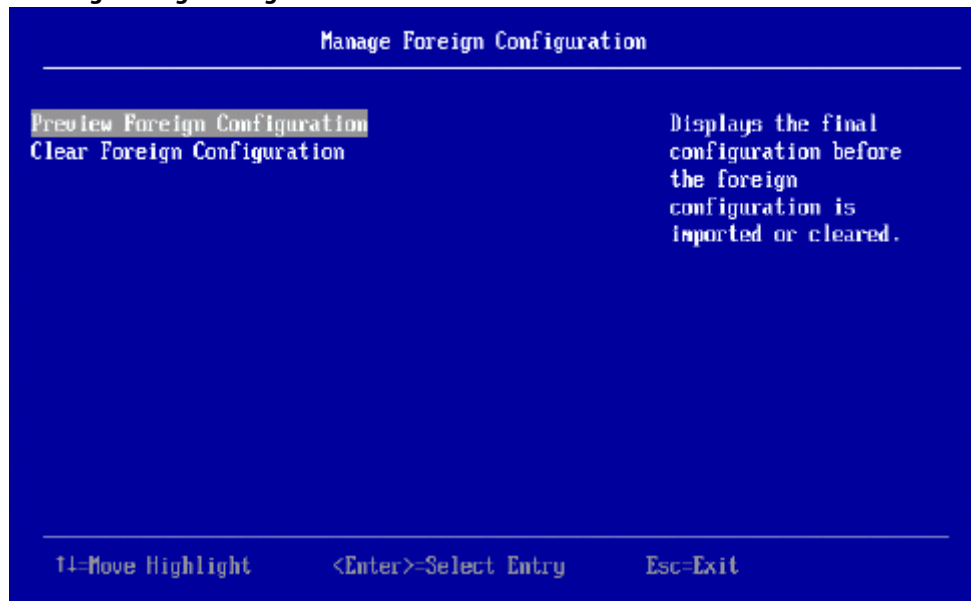 Manage Foreign Configuration
Preview Foreign Configuration
Clear Foreign Configuration
Displays the final
configuration before
the foreign
configuration is
imported or cleared.
↑↓=Move Highlight <Enter>=Select Entry Esc=Exit